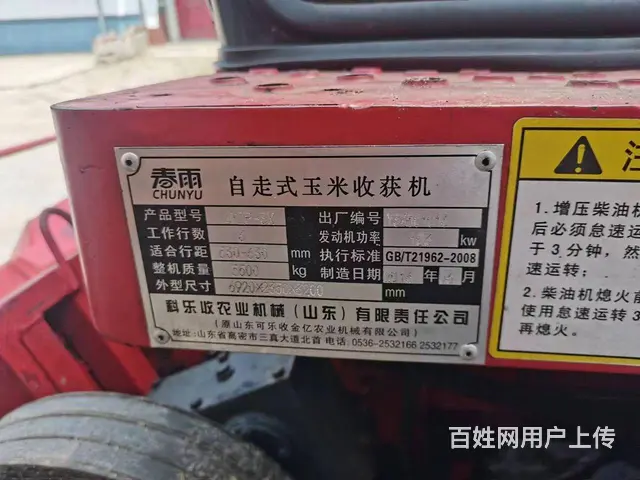 春雨
CHUNYU
自走式玉米收获机
产品型号 出厂编号
工作行数 发动机功率 kw
适合行距 mm 执行标准 GB/T21962-2008
整机质量 kg 制造日期 年 月
外型尺寸
科乐收农业机械(山东)有限责任公司
(原山东可乐收金亿农业机械有限公司)
地址:山东省高密市三真大道北首 电话:0536-2532166 2532177
注
1.增压柴油机
后必须怠速运
于3分钟,然
怠速运转;
2.柴油机熄火前
使用怠速运转3
再熄火。
百姓网用户上传